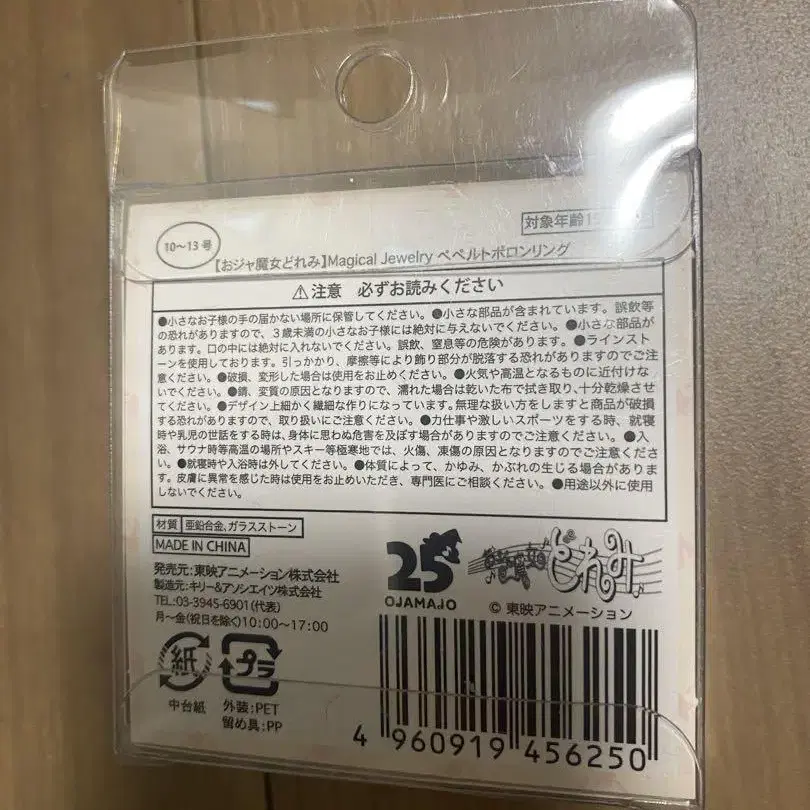 10〜13 号
対象年齢
【おジャ魔女どれみ】Magical Jewelry ペペルトポロンリング
⚠注意 必ずお読みください
●小さなお子様の手の届かない場所に保管してください。●小さな部品が含まれています。誤飲等
の恐れがありますので、３歳未満の小さなお子様には絶対に与えないでください。●小さな部品が
あります。口の中には絶対に入れないでください。誤飲、窒息等の危険があります。●ラインストー
ンを使用しております。引っかかり、摩擦等により飾り部分が脱落する恐れがありますのでご注
意ください。●破損、変形した場合は使用をお止めください。●火気や高温となるものに近付けな
いでください。●錆、変質の原因となりますので、濡れた場合は乾いた布で拭き取り、十分乾燥させ
てください。●デザイン上細かく繊細な作りになっています。無理な扱い方をしますと商品が破損
する恐れがありますので、取り扱いにご注意ください。●力仕事や激しいスポーツをする時、就寝
時や乳児の世話をする時は、身体に思わぬ危害を及ぼす場合がありますのでご注意ください。●入
浴、サウナ時等高温の場所やスキー等極寒地では、火傷、凍傷の原因となりますのでご注意くださ
い。●就寝時や入浴時は外してください。●体質によって、かゆみ、かぶれの生じる場合がありま
す。皮膚に異常を感じた時は使用をお止めいただき、専門医にご相談ください。●用途以外に使用
しないでください。
材質 亜鉛合金、ガラスストーン
MADE IN CHINA
発売元：東映アニメーション株式会社
製造元：キリー&アソシエイツ株式会社
TEL:03-3945-6901(代表)
月〜金(祝日を除く)10:00〜17:00
25
OJAMAJO
おジャ魔女どれみ
© 東映アニメーション
紙
中台紙
プラ
外装：PET
留め具：PP
4 960919 456250